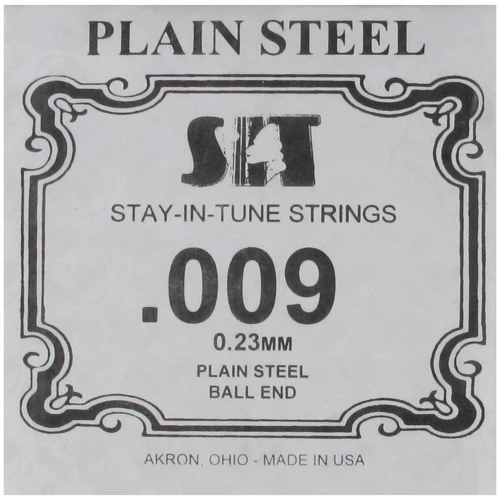 PLAIN STEEL
SIT
STAY-IN-TUNE STRINGS
.009
0.23MM
PLAIN STEEL
BALL END
AKRON, OHIO - MADE IN USA